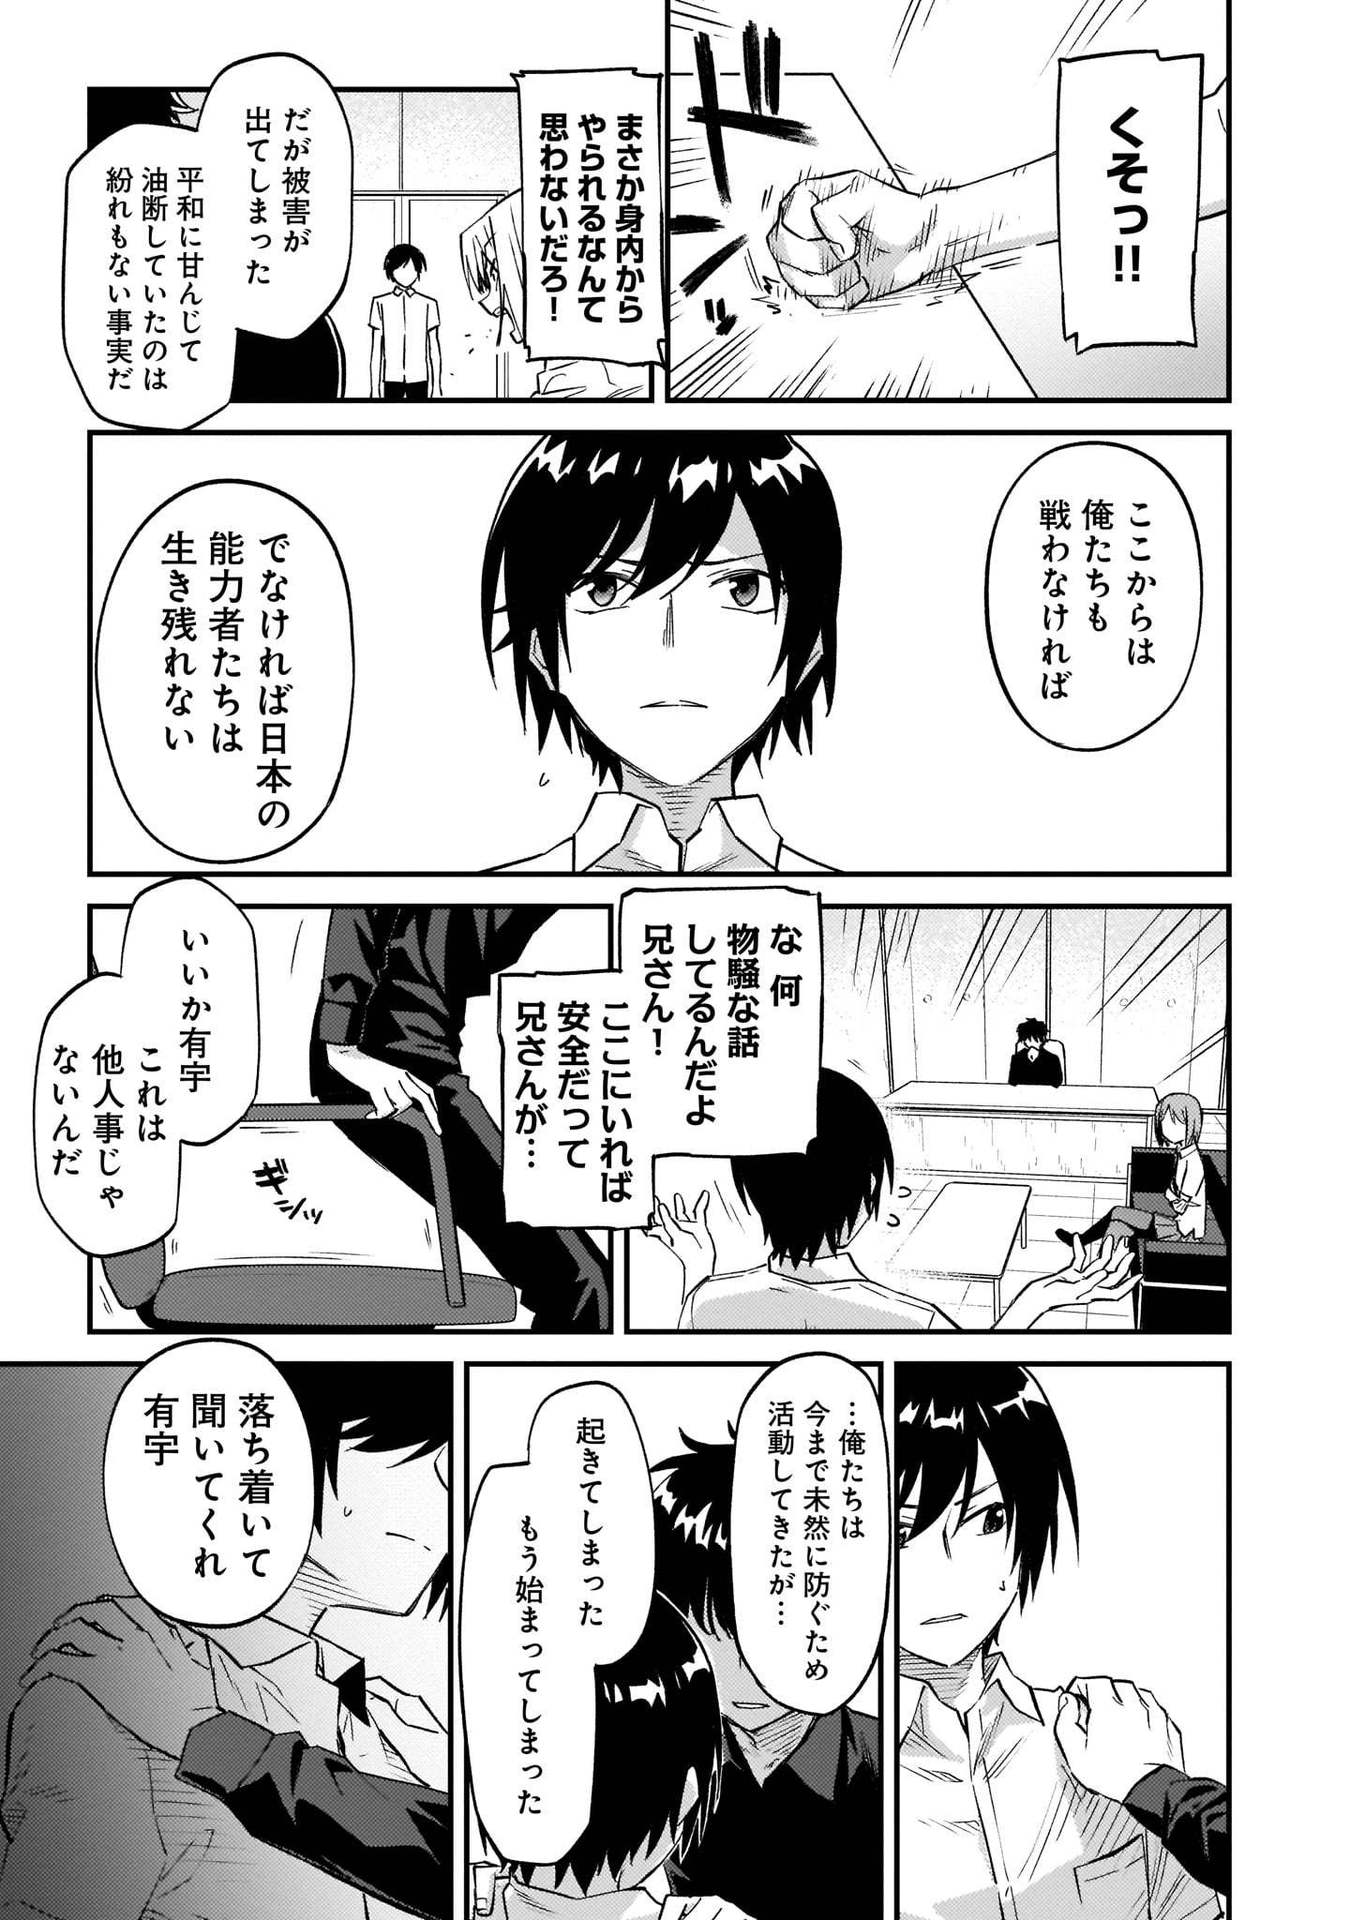 くそっ!!
まさか身内から
やられるなんて
思わないだろ！
だが被害が
出てしまった
平和に甘んじて
油断していたのは
紛れもない事実だ
ここからは
俺たちも
戦わなければ
でなければ日本の
能力者たちは
生き残れない
な 何
物騒な話
してるんだよ
兄さん！
ここにいれば
安全だって
兄さんが…
ギシッ
いいか有宇
これは
他人事じゃ
ないんだ
…俺たちは
今まで未然に防ぐため
活動してきたが…
起きてしまった
もう始まってしまった
落ち着いて
聞いてくれ
有宇